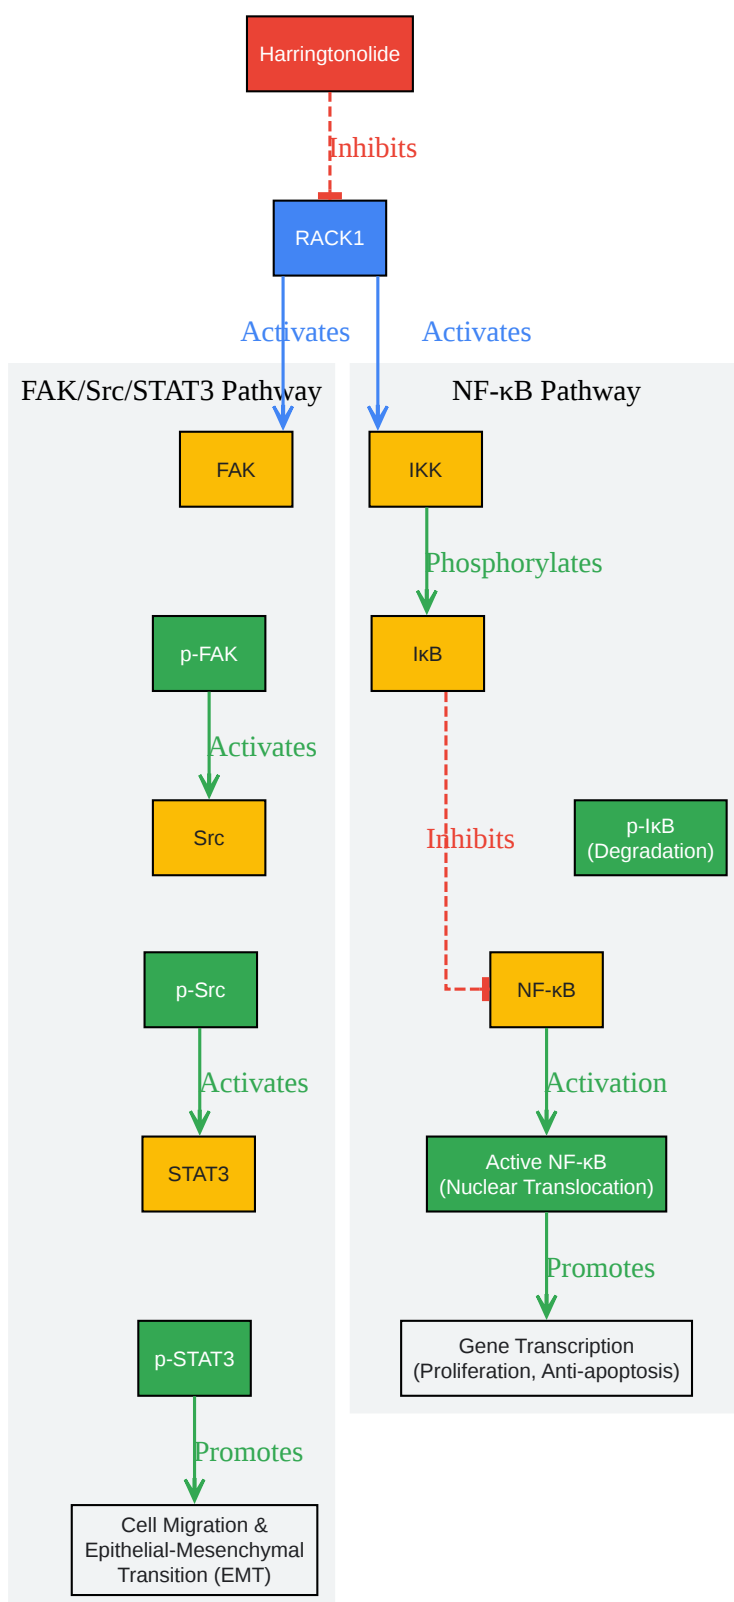 Harringtonolide
Inhibits
RACK1
Activates
Activates
FAK/Src/STAT3 Pathway
NF-κB Pathway
FAK
IKK
Phosphorylates
p-FAK
IκB
Activates
Src
Inhibits
p-IκB
(Degradation)
p-Src
NF-κB
Activates
Activation
STAT3
Active NF-κB
(Nuclear Translocation)
Promotes
p-STAT3
Gene Transcription
(Proliferation, Anti-apoptosis)
Promotes
Cell Migration &
Epithelial-Mesenchymal
Transition (EMT)